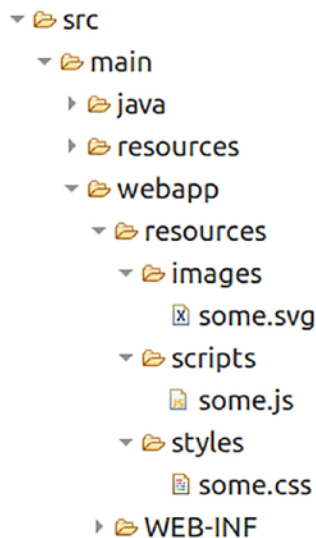 src
main
java
resources
webapp
resources
images
some.svg
scripts
some.js
styles
some.css
WEB-INF